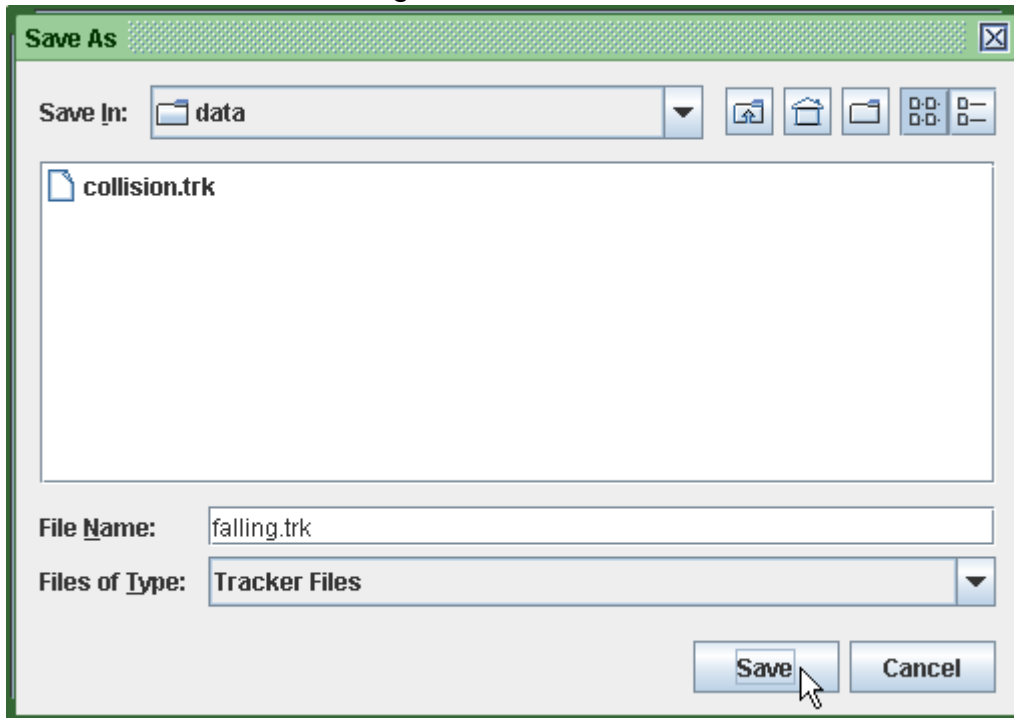 Save As
Save In: data
collision.trk
File Name: falling.trk
Files of Type: Tracker Files
Save Cancel